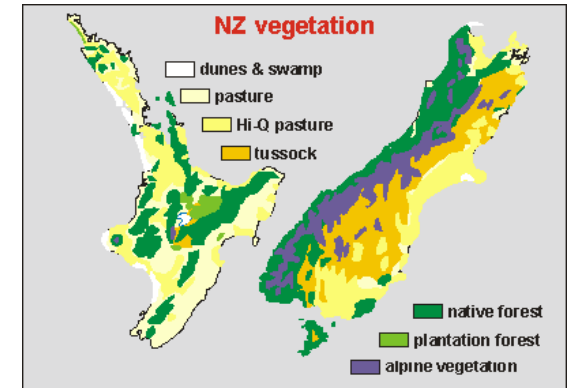 NZ vegetation
dunes & swamp
pasture
Hi-Q pasture
tussock
native forest
plantation forest
alpine vegetation